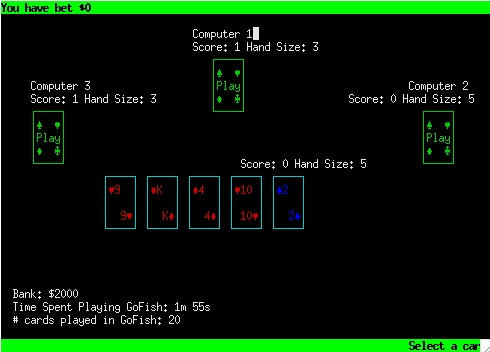 You have bet $0
Computer 1
Score: 1 Hand Size: 3
Play
Computer 3
Score: 1 Hand Size: 3
Play
Computer 2
Score: 0 Hand Size: 5
Play
Score: 0 Hand Size: 5
♥9 ♦K ♦4 ♥10 ♠2
9♥ K♦ 4♦ 10♥ 2♠
Bank: $2000
Time Spent Playing GoFish: 1m 55s
# cards played in GoFish: 20
Select a car